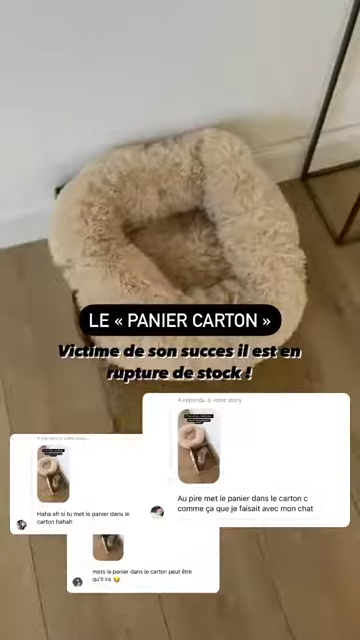 LE « PANIER CARTON »
Victime de son succes il est en
rupture de stock !
A répondu à votre story
Au pire met le panier dans le carton c
comme ça que je faisait avec mon chat
Haha eh si tu met le panier dans le
carton hahah
mets le panier dans le carton peut être
qu'il ira 😂